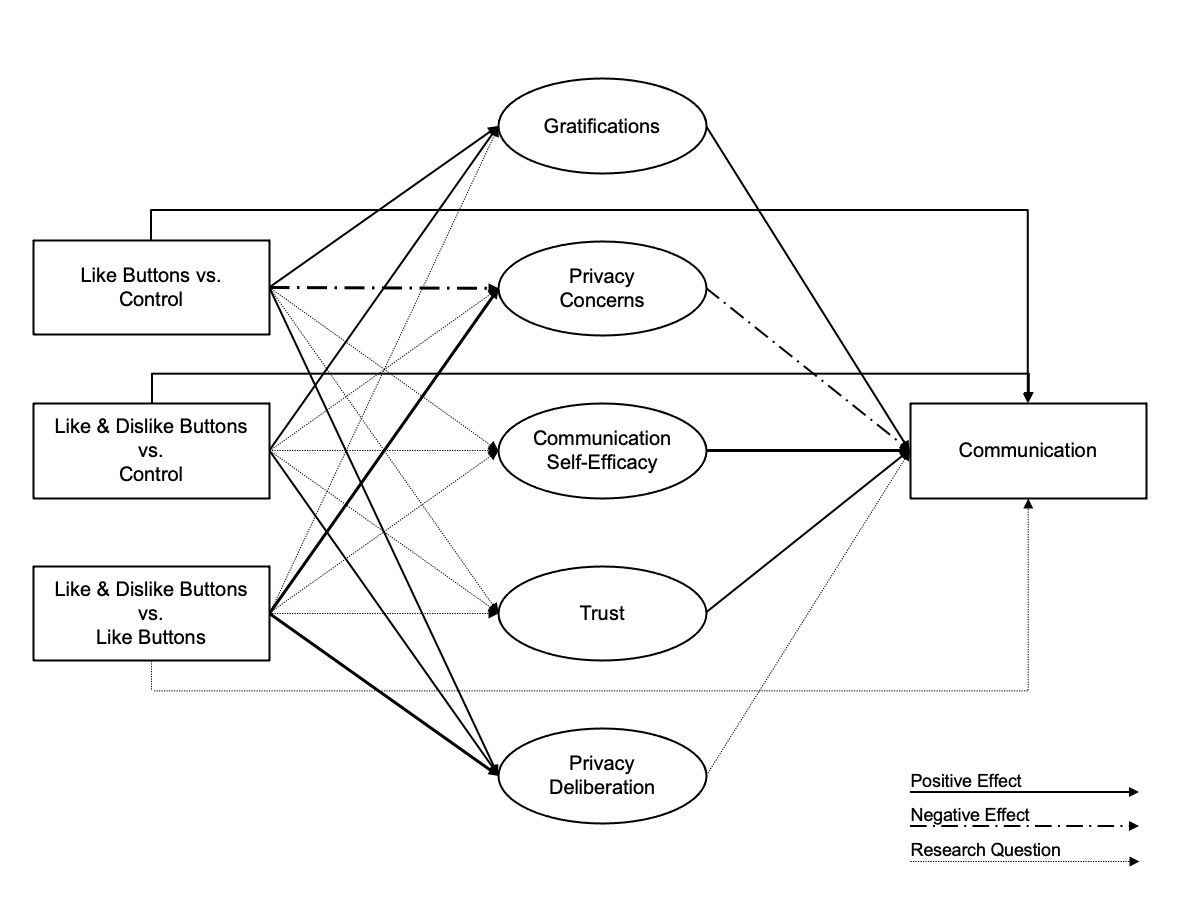 Gratifications
Like Buttons vs.
Control
Privacy
Concerns
Like & Dislike Buttons
vs.
Control
Communication
Self-Efficacy
Communication
Like & Dislike Buttons
vs.
Like Buttons
Trust
Privacy
Deliberation
Positive Effect
Negative Effect
Research Question